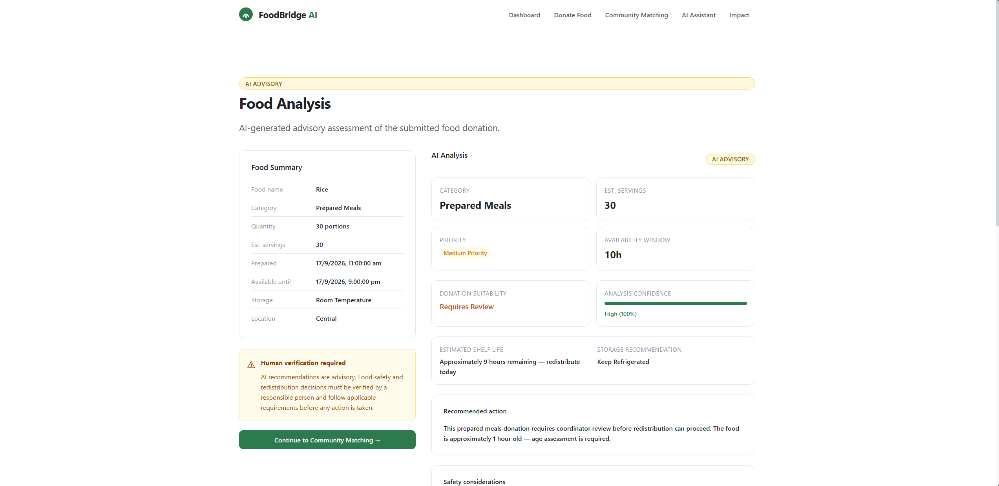 FoodBridge AI
Dashboard
Donate Food
Community Matching
AI Assistant
Impact
AI ADVISORY
Food Analysis
AI-generated advisory assessment of the submitted food donation.
Food Summary
Food name Rice
Category Prepared Meals
Quantity 30 portions
Est. servings 30
Prepared 17/9/2026, 11:00:00 am
Available until 17/9/2026, 9:00:00 pm
Storage Room Temperature
Location Central
Human verification required
AI recommendations are advisory. Food safety and
redistribution decisions must be verified by a
responsible person and follow applicable
requirements before any action is taken.
Continue to Community Matching →
AI Analysis
AI ADVISORY
CATEGORY
Prepared Meals
EST. SERVINGS
30
PRIORITY
Medium Priority
AVAILABILITY WINDOW
10h
DONATION SUITABILITY
Requires Review
ANALYSIS CONFIDENCE
High (100%)
ESTIMATED SHELF LIFE
Approximately 9 hours remaining — redistribute
today
STORAGE RECOMMENDATION
Keep Refrigerated
Recommended action
This prepared meals donation requires coordinator review before redistribution can proceed. The food
is approximately 1 hour old — age assessment is required.
Safety considerations